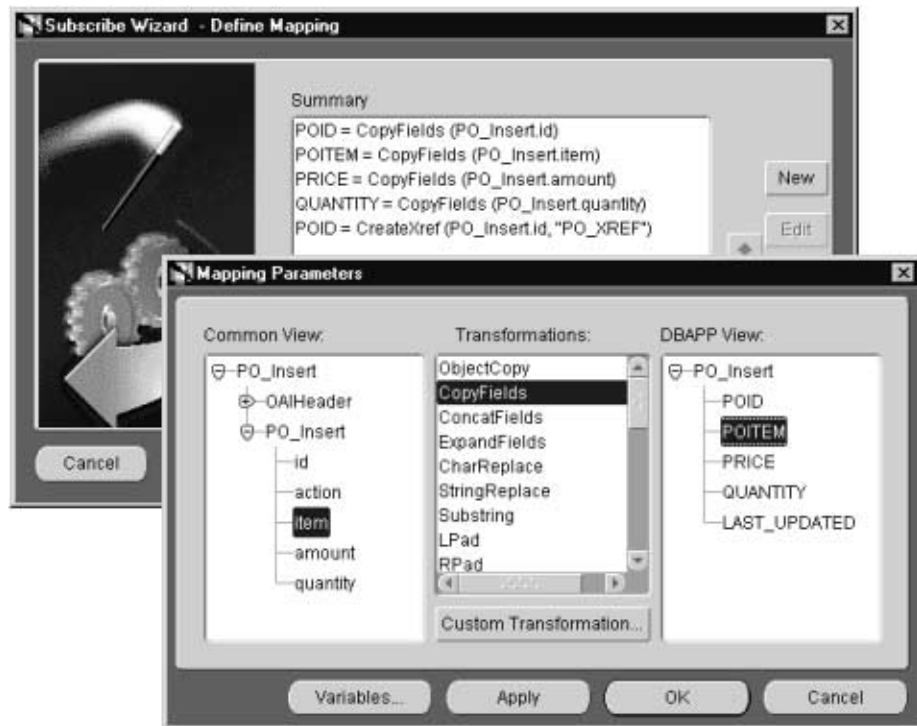 Subscribe Wizard - Define Mapping
Summary
POID = CopyFields (PO_Insert.id)
POITEM = CopyFields (PO_Insert.item)
PRICE = CopyFields (PO_Insert.amount)
QUANTITY = CopyFields (PO_Insert.quantity)
POID = CreateXref (PO_Insert.id, "PO_XREF")
New
Edit
Cancel
Mapping Parameters
Common View:
PO_Insert
OAIHeader
PO_Insert
id
action
item
amount
quantity
Transformations:
ObjectCopy
CopyFields
ConcatFields
ExpandFields
CharReplace
StringReplace
Substring
LPad
RPad
Custom Transformation...
DBAPP View:
PO_Insert
POID
POITEM
PRICE
QUANTITY
LAST_UPDATED
Variables...
Apply
OK
Cancel